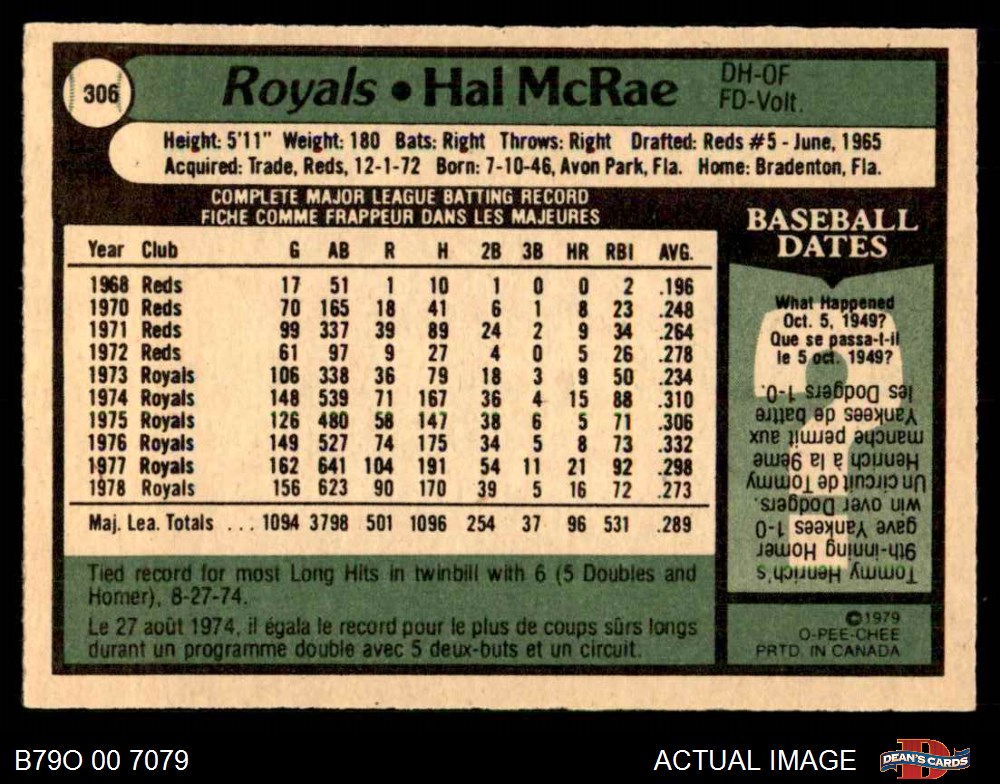 306
Royals • Hal McRae
DH-OF
FD-Volt.
Height: 5'11" Weight: 180 Bats: Right Throws: Right Drafted: Reds #5 - June, 1965
Acquired: Trade, Reds, 12-1-72 Born: 7-10-46, Avon Park, Fla. Home: Bradenton, Fla.
COMPLETE MAJOR LEAGUE BATTING RECORD
FICHE COMME FRAPPEUR DANS LES MAJEURES
Year Club G AB R H 2B 3B HR RBI AVG.
1968 Reds 17 51 1 10 1 0 0 2 .196
1970 Reds 70 165 18 41 6 1 8 23 .248
1971 Reds 99 337 39 89 24 2 9 34 .264
1972 Reds 61 97 9 27 4 0 5 26 .278
1973 Royals 106 338 36 79 18 3 9 50 .234
1974 Royals 148 539 71 167 36 4 15 88 .310
1975 Royals 126 480 58 147 38 6 5 71 .306
1976 Royals 149 527 74 175 34 5 8 73 .332
1977 Royals 162 641 104 191 54 11 21 92 .298
1978 Royals 156 623 90 170 39 5 16 72 .273
Maj. Lea. Totals ... 1094 3798 501 1096 254 37 96 531 .289
Tied record for most Long Hits in twinbill with 6 (5 Doubles and
Homer), 8-27-74.
Le 27 août 1974, il égala le record pour le plus de coups sûrs longs
durant un programme double avec 5 deux-buts et un circuit.
BASEBALL
DATES
What Happened
Oct. 5, 1949?
Que se passa-t-il
le 5 oct. 1949?
Tommy Henrich's
9th-inning Homer
gave Yankees 1-0
win over Dodgers.
Un circuit de Tommy
Henrich à la 9ème
manche permit aux
Yankees de battre
les Dodgers 1-0.
©1979
O-PEE-CHEE
PRTD. IN CANADA
B79O 00 7079
ACTUAL IMAGE
D
DEAN'S CARDS